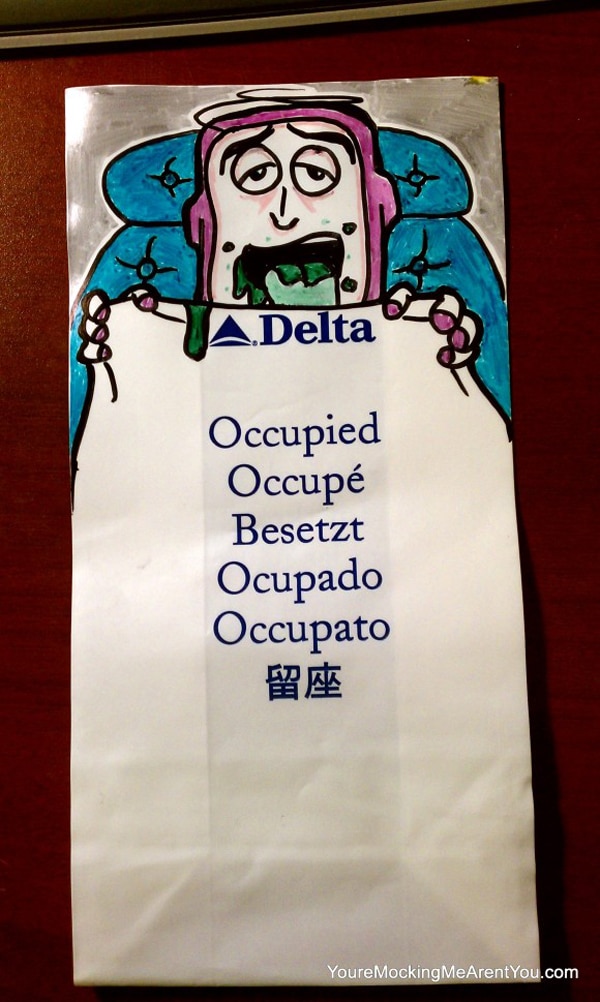 Delta
Occupied
Occupé
Besetzt
Ocupado
Occupato
留座
YoureMockingMeArentYou.com